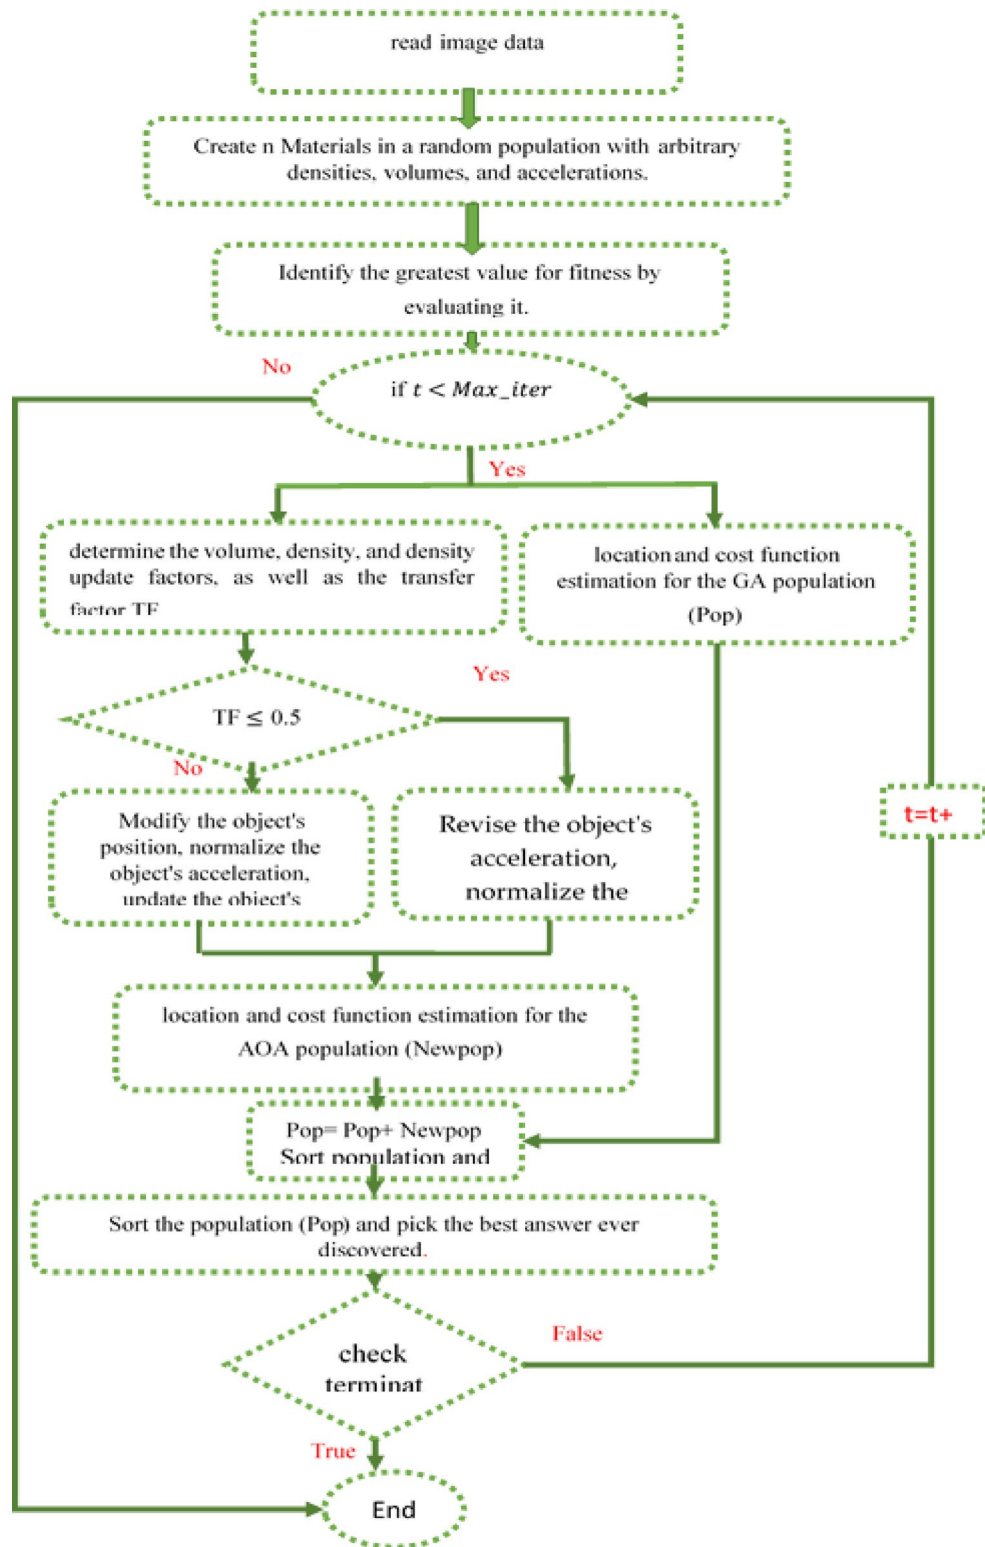 read image data
Create n Materials in a random population with arbitrary
densities, volumes, and accelerations.
Identify the greatest value for fitness by
evaluating it.
No
if t < Max_iter
Yes
determine the volume, density, and density
update factors, as well as the transfer
factor TF
location and cost function
estimation for the GA population
(Pop)
Yes
TF ≤ 0.5
No
Modify the object's
position, normalize the
object's acceleration,
update the object's
Revise the object's
acceleration,
normalize the
t=t+
location and cost function estimation for the
AOA population (Newpop)
Pop= Pop+ Newpop
Sort population and
Sort the population (Pop) and pick the best answer ever
discovered.
False
check
terminat
True
End